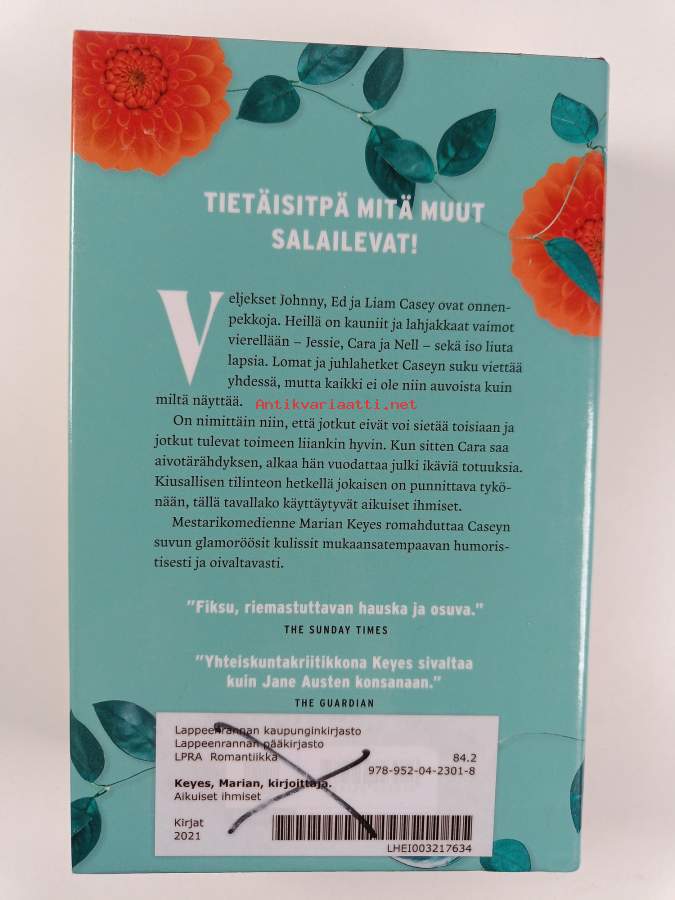 TIETÄISITPÄ MITÄ MUUT
SALAILEVAT!
Veljekset Johnny, Ed ja Liam Casey ovat onnen-
pekkoja. Heillä on kauniit ja lahjakkaat vaimot
vierellään – Jessie, Cara ja Nell – sekä iso liuta
lapsia. Lomat ja juhlahetket Caseyn suku viettää
yhdessä, mutta kaikki ei ole niin auvoista kuin
miltä näyttää.
Antikvariaatti.net
On nimittäin niin, että jotkut eivät voi sietää toisiaan ja
jotkut tulevat toimeen liiankin hyvin. Kun sitten Cara saa
aivotärähdyksen, alkaa hän vuodattaa julki ikäviä totuuksia.
Kiusallisen tilinteon hetkellä jokaisen on punnittava tykö-
nään, tällä tavallako käyttäytyvät aikuiset ihmiset.
Mestarikomedienne Marian Keyes romahduttaa Caseyn
suvun glamoröösit kulissit mukaansatempaavan humoris-
tisesti ja oivaltavasti.
"Fiksu, riemastuttavan hauska ja osuva."
THE SUNDAY TIMES
"Yhteiskuntakriitikkona Keyes sivaltaa
kuin Jane Austen konsanaan."
THE GUARDIAN
Lappeenrannan kaupunginkirjasto
Lappeenrannan pääkirjasto
LPRA Romantiikka 84.2
978-952-04-2301-8
Keyes, Marian, kirjoittaja.
Aikuiset ihmiset
Kirjat
2021
LHEI003217634